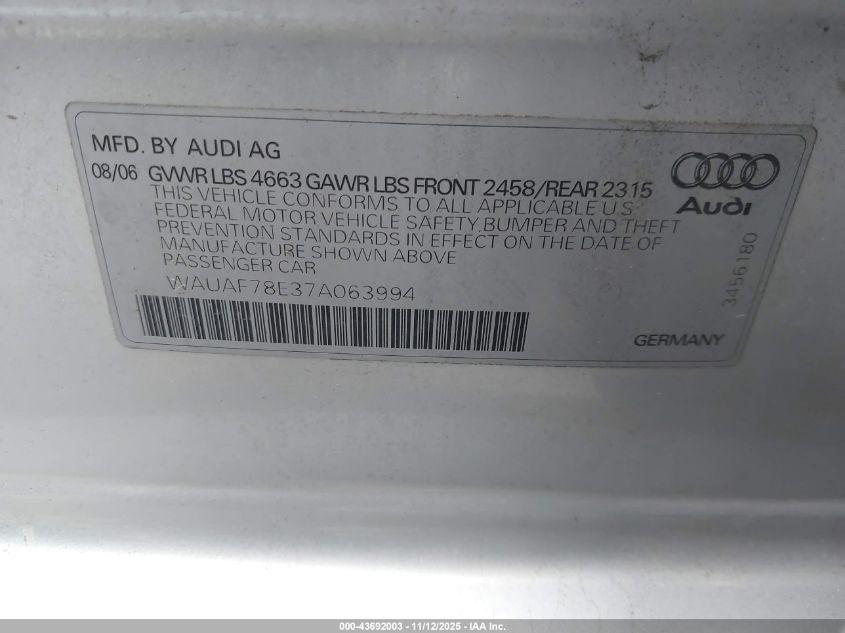 MFD. BY AUDI AG
08/06 GVWR LBS 4663 GAWR LBS FRONT 2458/REAR 2315
THIS VEHICLE CONFORMS TO ALL APPLICABLE U S
FEDERAL MOTOR VEHICLE SAFETY,BUMPER AND THEFT
PREVENTION STANDARDS IN EFFECT ON THE DATE OF
MANUFACTURE SHOWN ABOVE
PASSENGER CAR
WAUAF78E37A063994
Audi
3456180
GERMANY
000-43692003 - 11/12/2025 - IAA Inc.